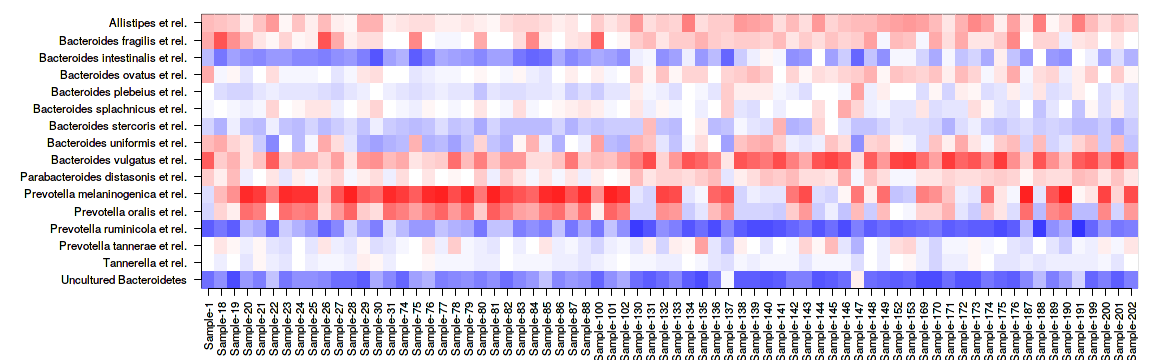 Allistipes et rel.
Bacteroides fragilis et rel.
Bacteroides intestinalis et rel.
Bacteroides ovatus et rel.
Bacteroides plebeius et rel.
Bacteroides splachnicus et rel.
Bacteroides stercoris et rel.
Bacteroides uniformis et rel.
Bacteroides vulgatus et rel.
Parabacteroides distasonis et rel.
Prevotella melaninogenica et rel.
Prevotella oralis et rel.
Prevotella ruminicola et rel.
Prevotella tannerae et rel.
Tannerella et rel.
Uncultured Bacteroidetes
Sample-1
Sample-18
Sample-19
Sample-20
Sample-21
Sample-22
Sample-23
Sample-24
Sample-25
Sample-26
Sample-27
Sample-28
Sample-29
Sample-30
Sample-31
Sample-74
Sample-75
Sample-76
Sample-77
Sample-78
Sample-79
Sample-80
Sample-81
Sample-82
Sample-83
Sample-84
Sample-85
Sample-86
Sample-87
Sample-88
Sample-100
Sample-101
Sample-102
Sample-130
Sample-131
Sample-132
Sample-133
Sample-134
Sample-135
Sample-136
Sample-137
Sample-138
Sample-139
Sample-140
Sample-141
Sample-142
Sample-143
Sample-144
Sample-145
Sample-146
Sample-147
Sample-148
Sample-149
Sample-152
Sample-153
Sample-169
Sample-170
Sample-171
Sample-172
Sample-173
Sample-174
Sample-175
Sample-176
Sample-187
Sample-188
Sample-189
Sample-190
Sample-191
Sample-199
Sample-200
Sample-201
Sample-202